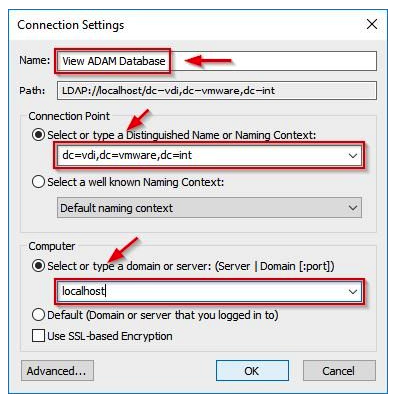 Connection Settings
Name: View ADAM Database
Path: LDAP://localhost/dc=vdi,dc=vmware,dc=int
Connection Point
Select or type a Distinguished Name or Naming Context:
dc=vdi,dc=vmware,dc=int
Select a well known Naming Context:
Default naming context
Computer
Select or type a domain or server: (Server | Domain [:port])
localhost
Default (Domain or server that you logged in to)
Use SSL-based Encryption
Advanced... OK Cancel